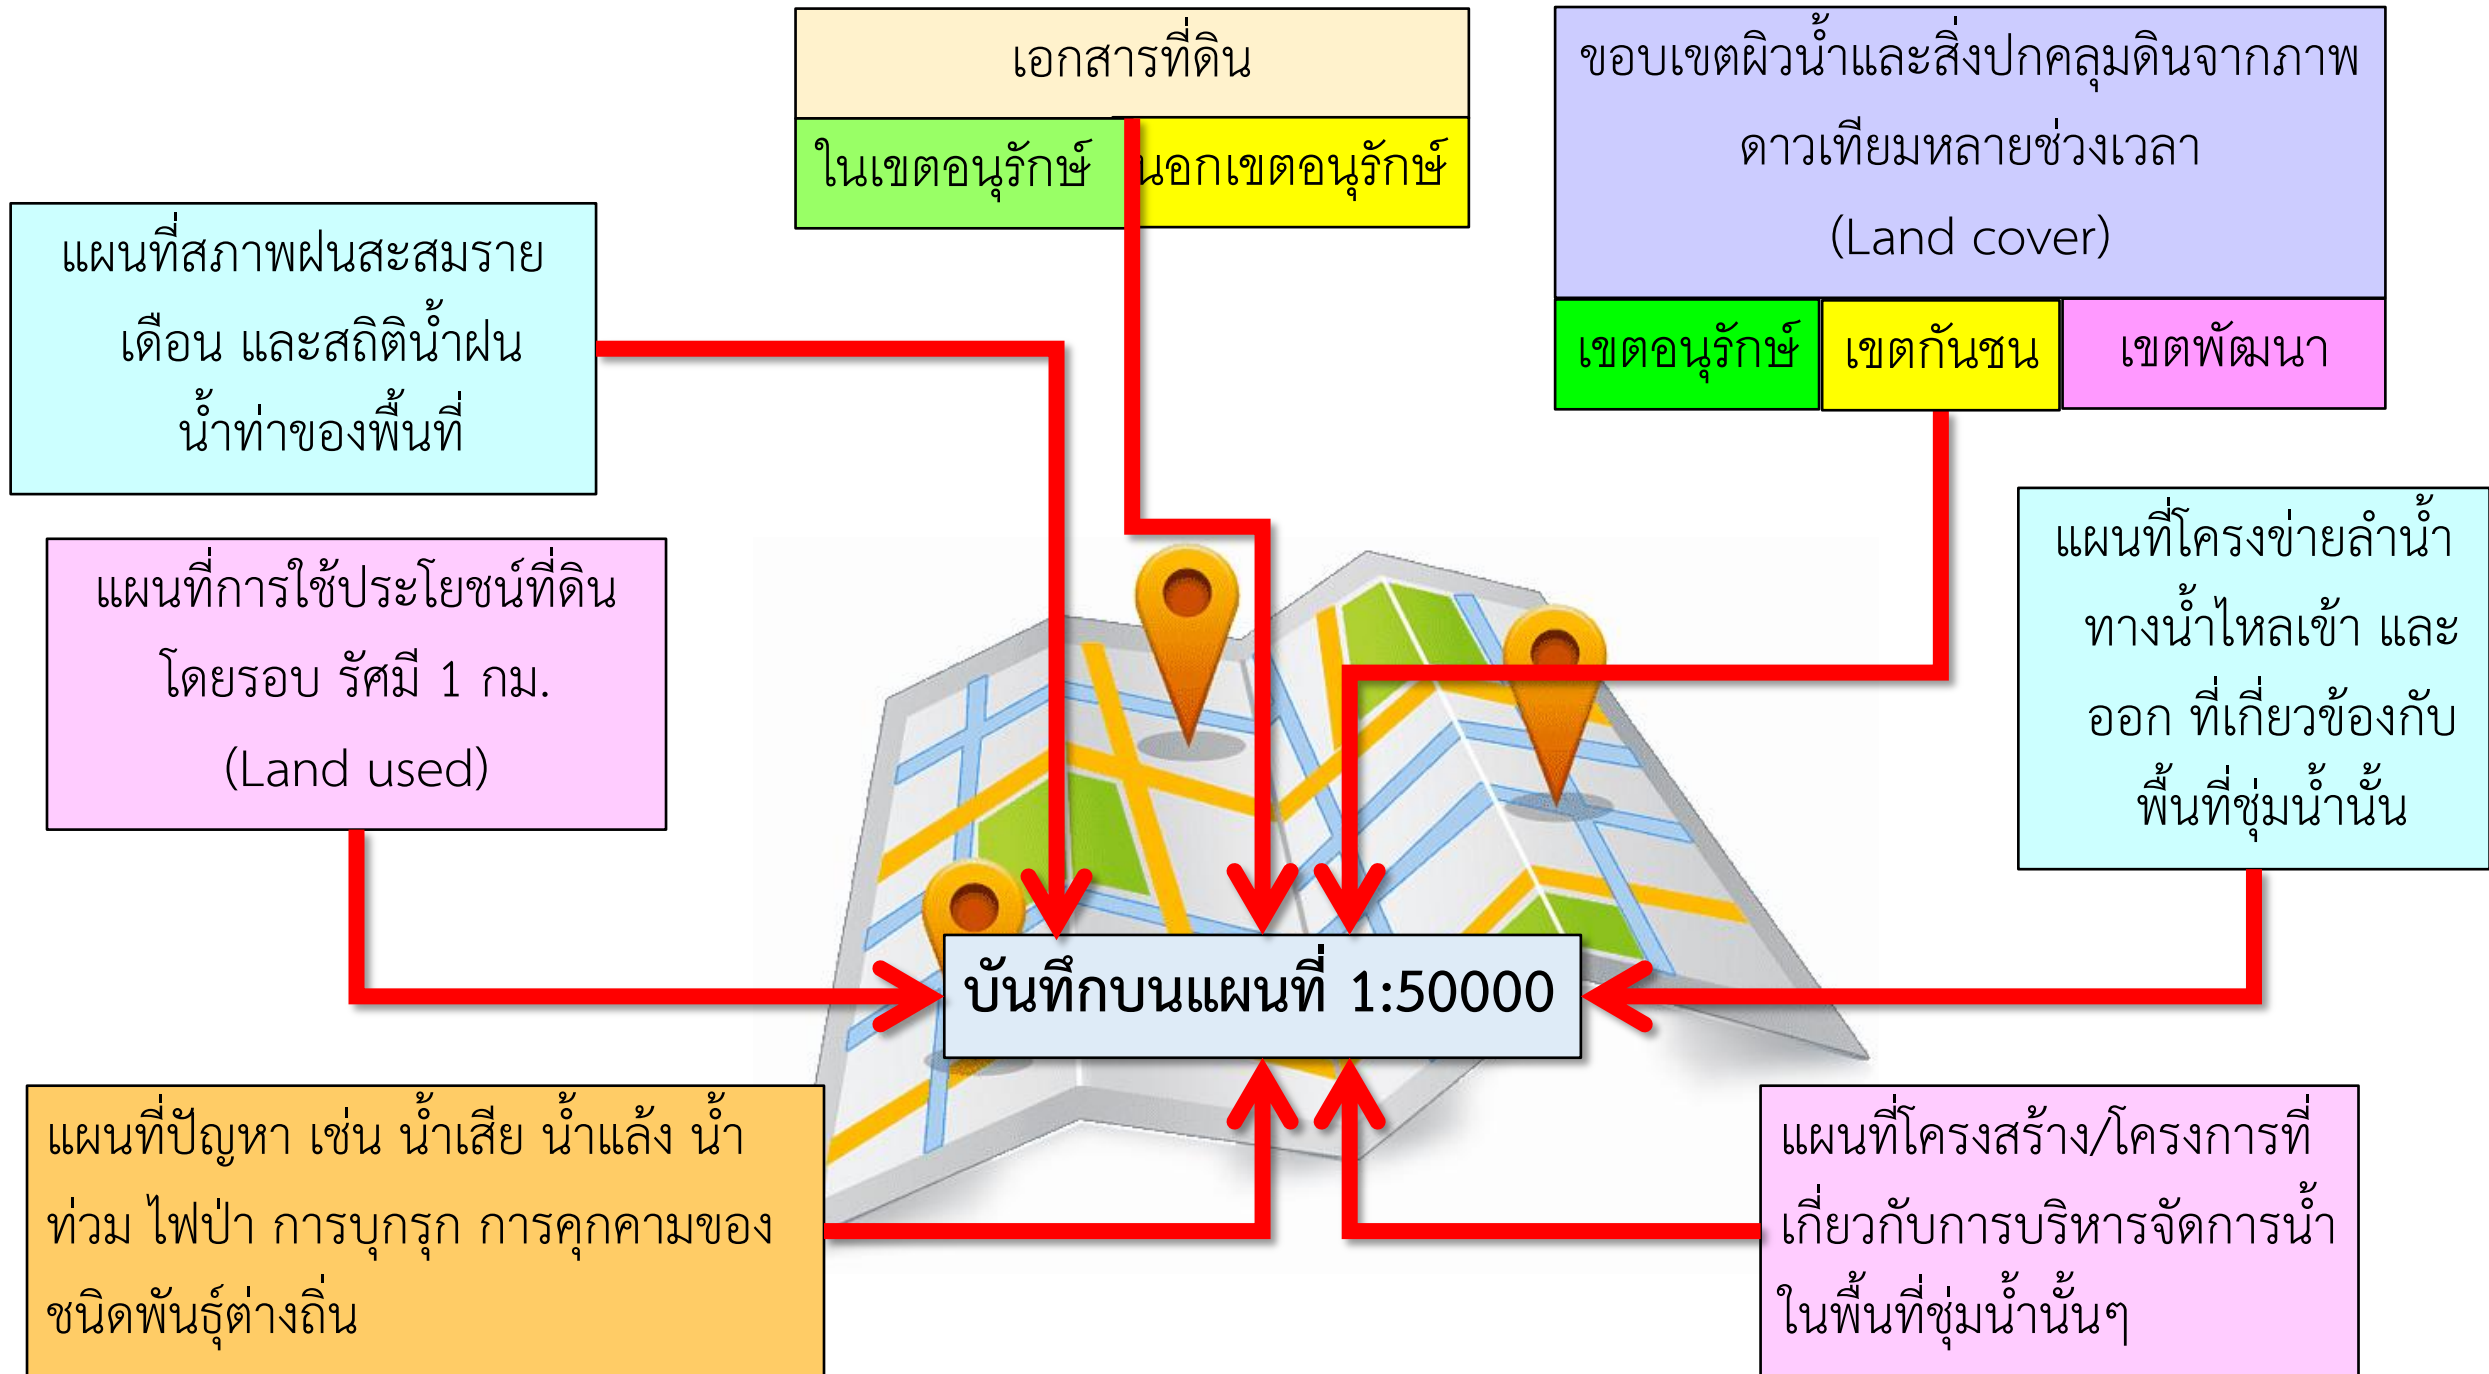 เอกสารที่ดิน
ในเขตอนุรักษ์
นอกเขตอนุรักษ์
ขอบเขตผิวน้ำและสิ่งปกคลุมดินจากภาพ
ดาวเทียมหลายช่วงเวลา
(Land cover)
เขตอนุรักษ์
เขตกันชน
เขตพัฒนา
แผนที่สภาพฝนสะสมราย
เดือน และสถิติน้ำฝน
น้ำท่าของพื้นที่
แผนที่การใช้ประโยชน์ที่ดิน
โดยรอบ รัศมี 1 กม.
(Land used)
แผนที่โครงข่ายลำน้ำ
ทางน้ำไหลเข้า และ
ออก ที่เกี่ยวข้องกับ
พื้นที่ชุ่มน้ำนั้น
บันทึกบนแผนที่ 1:50000
แผนที่ปัญหา เช่น น้ำเสีย น้ำแล้ง น้ำ
ท่วม ไฟป่า การบุกรุก การคุกคามของ
ชนิดพันธุ์ต่างถิ่น
แผนที่โครงสร้าง/โครงการที่
เกี่ยวกับการบริหารจัดการน้ำ
ในพื้นที่ชุ่มน้ำนั้นๆ